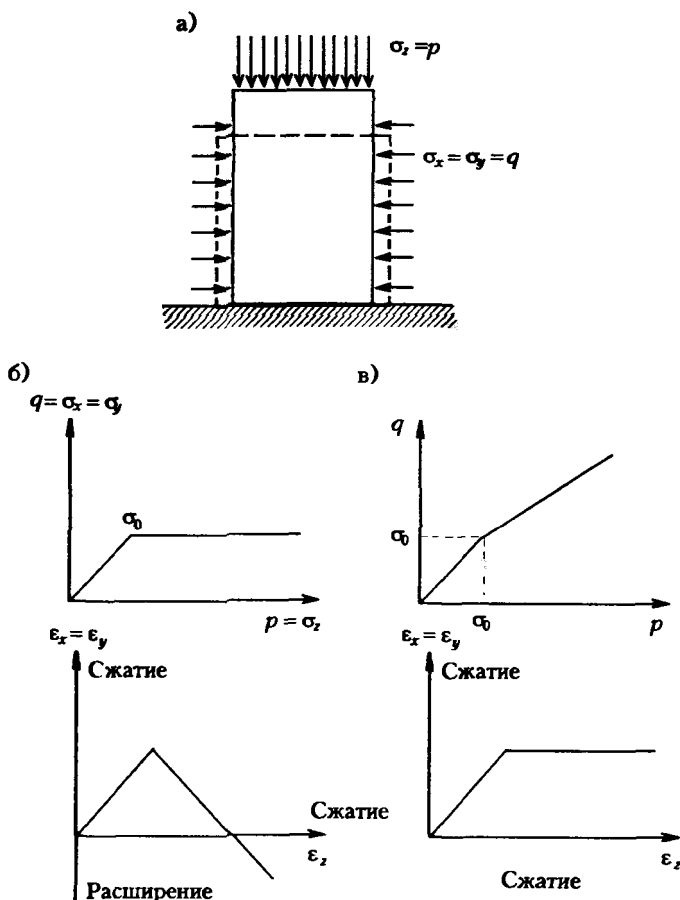 а)
σz = p
σx = σy = q
б)
в)
q = σx = σy
q
σ0
σ0
p = σz
σ0
p
εx = εy
εx = εy
Сжатие
Сжатие
Сжатие
εz
εz
Расширение
Сжатие